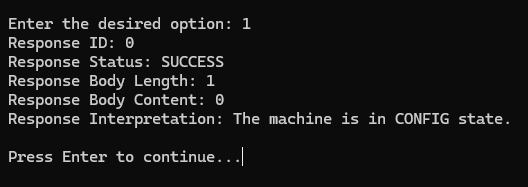 Enter the desired option: 1
Response ID: 0
Response Status: SUCCESS
Response Body Length: 1
Response Body Content: 0
Response Interpretation: The machine is in CONFIG state.
Press Enter to continue...